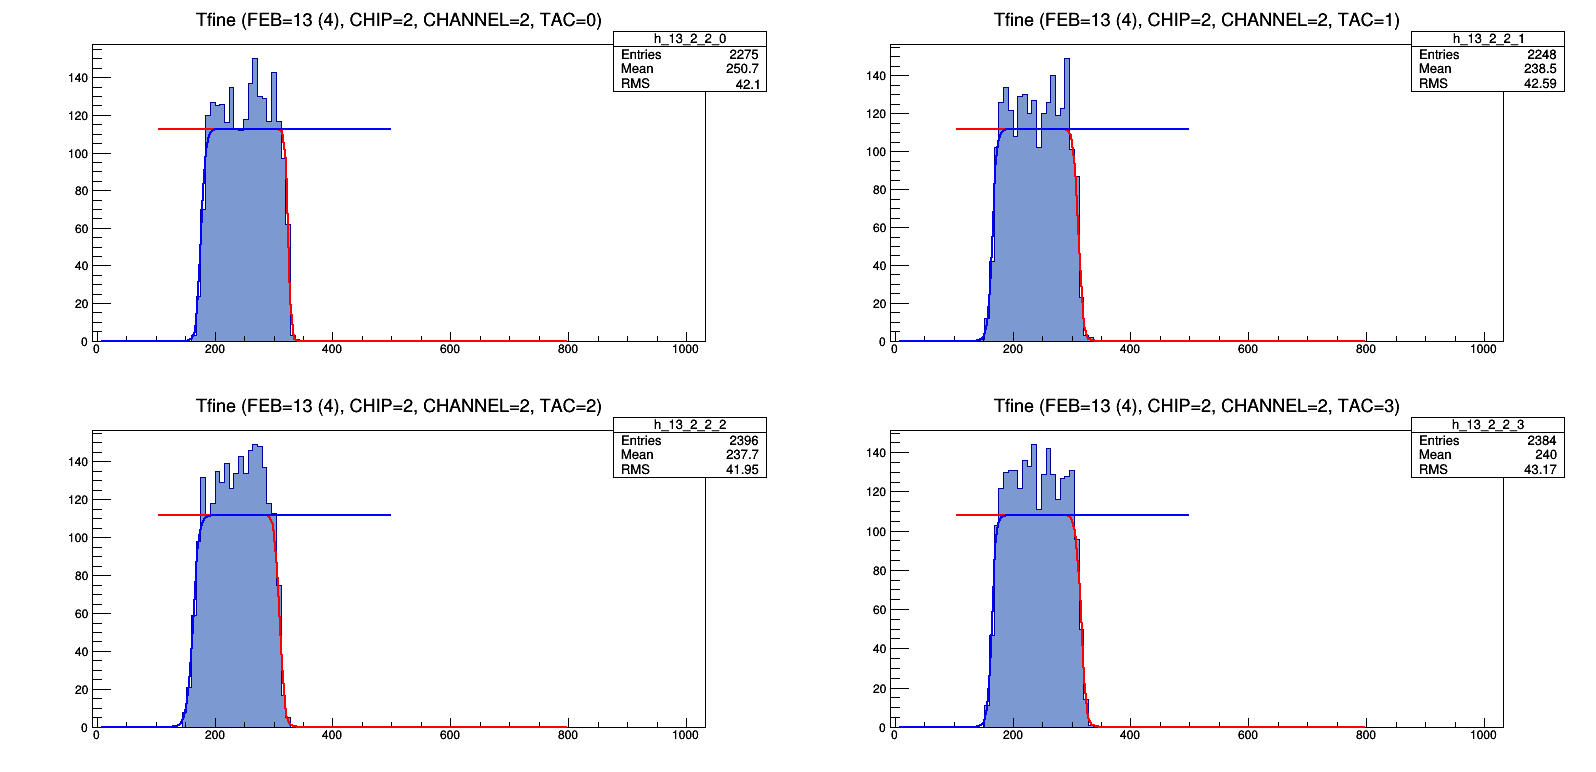 Tfine (FEB=13 (4), CHIP=2, CHANNEL=2, TAC=0)
h_13_2_2_0
Entries 2275
Mean 250.7
RMS 42.1
140
120
100
80
60
40
20
0
0 200 400 600 800 1000
Tfine (FEB=13 (4), CHIP=2, CHANNEL=2, TAC=1)
h_13_2_2_1
Entries 2248
Mean 238.5
RMS 42.59
140
120
100
80
60
40
20
0
0 200 400 600 800 1000
Tfine (FEB=13 (4), CHIP=2, CHANNEL=2, TAC=2)
h_13_2_2_2
Entries 2396
Mean 237.7
RMS 41.95
140
120
100
80
60
40
20
0
0 200 400 600 800 1000
Tfine (FEB=13 (4), CHIP=2, CHANNEL=2, TAC=3)
h_13_2_2_3
Entries 2384
Mean 240
RMS 43.17
140
120
100
80
60
40
20
0
0 200 400 600 800 1000